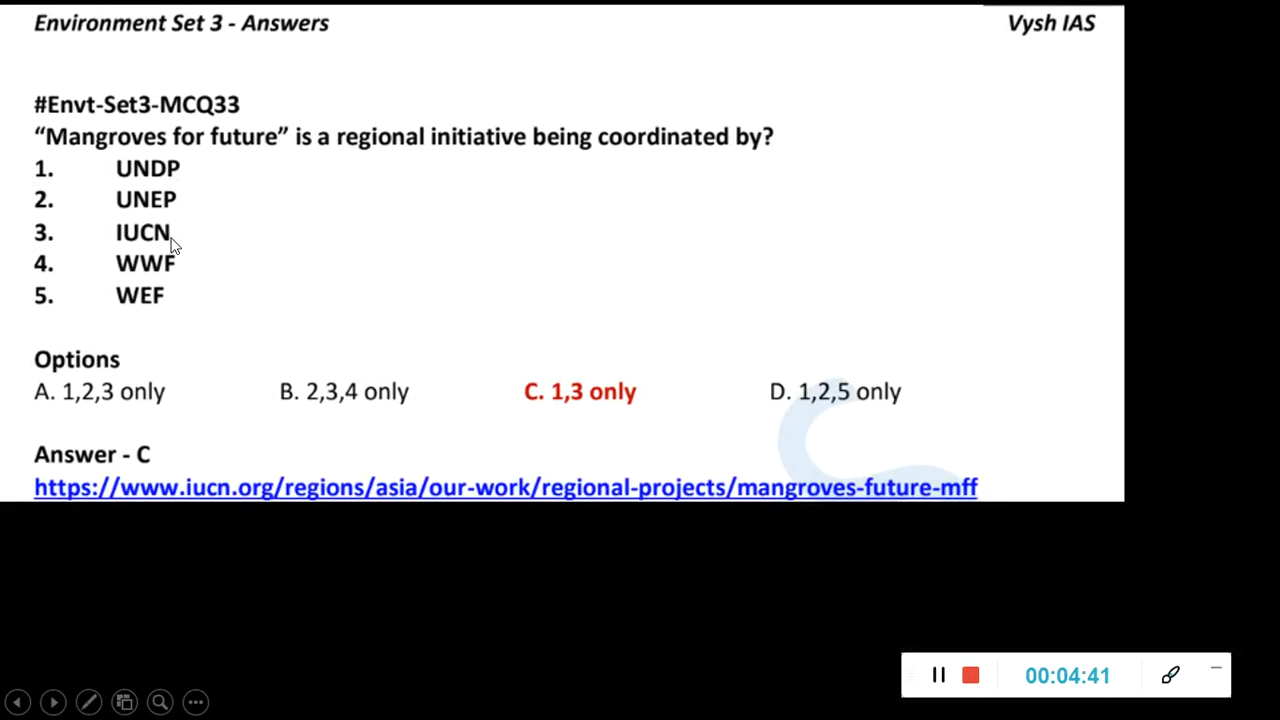 Environment Set 3 - Answers Vysh IAS
#Envt-Set3-MCQ33
“Mangroves for future” is a regional initiative being coordinated by?
1. UNDP
2. UNEP
3. IUCN
4. WWF
5. WEF
Options
A. 1,2,3 only B. 2,3,4 only C. 1,3 only D. 1,2,5 only
Answer - C
https://www.iucn.org/regions/asia/our-work/regional-projects/mangroves-future-mff
00:04:41